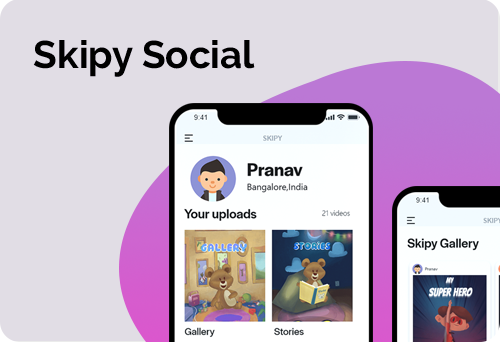 Skipy Social
9:41
SKIPY
Pranav
Bangalore,India
Your uploads
21 videos
GALLERY
STORIES
Gallery
Stories
9:41
SKIPY
Skipy Gallery
Pranav
MY
SUPER HERO